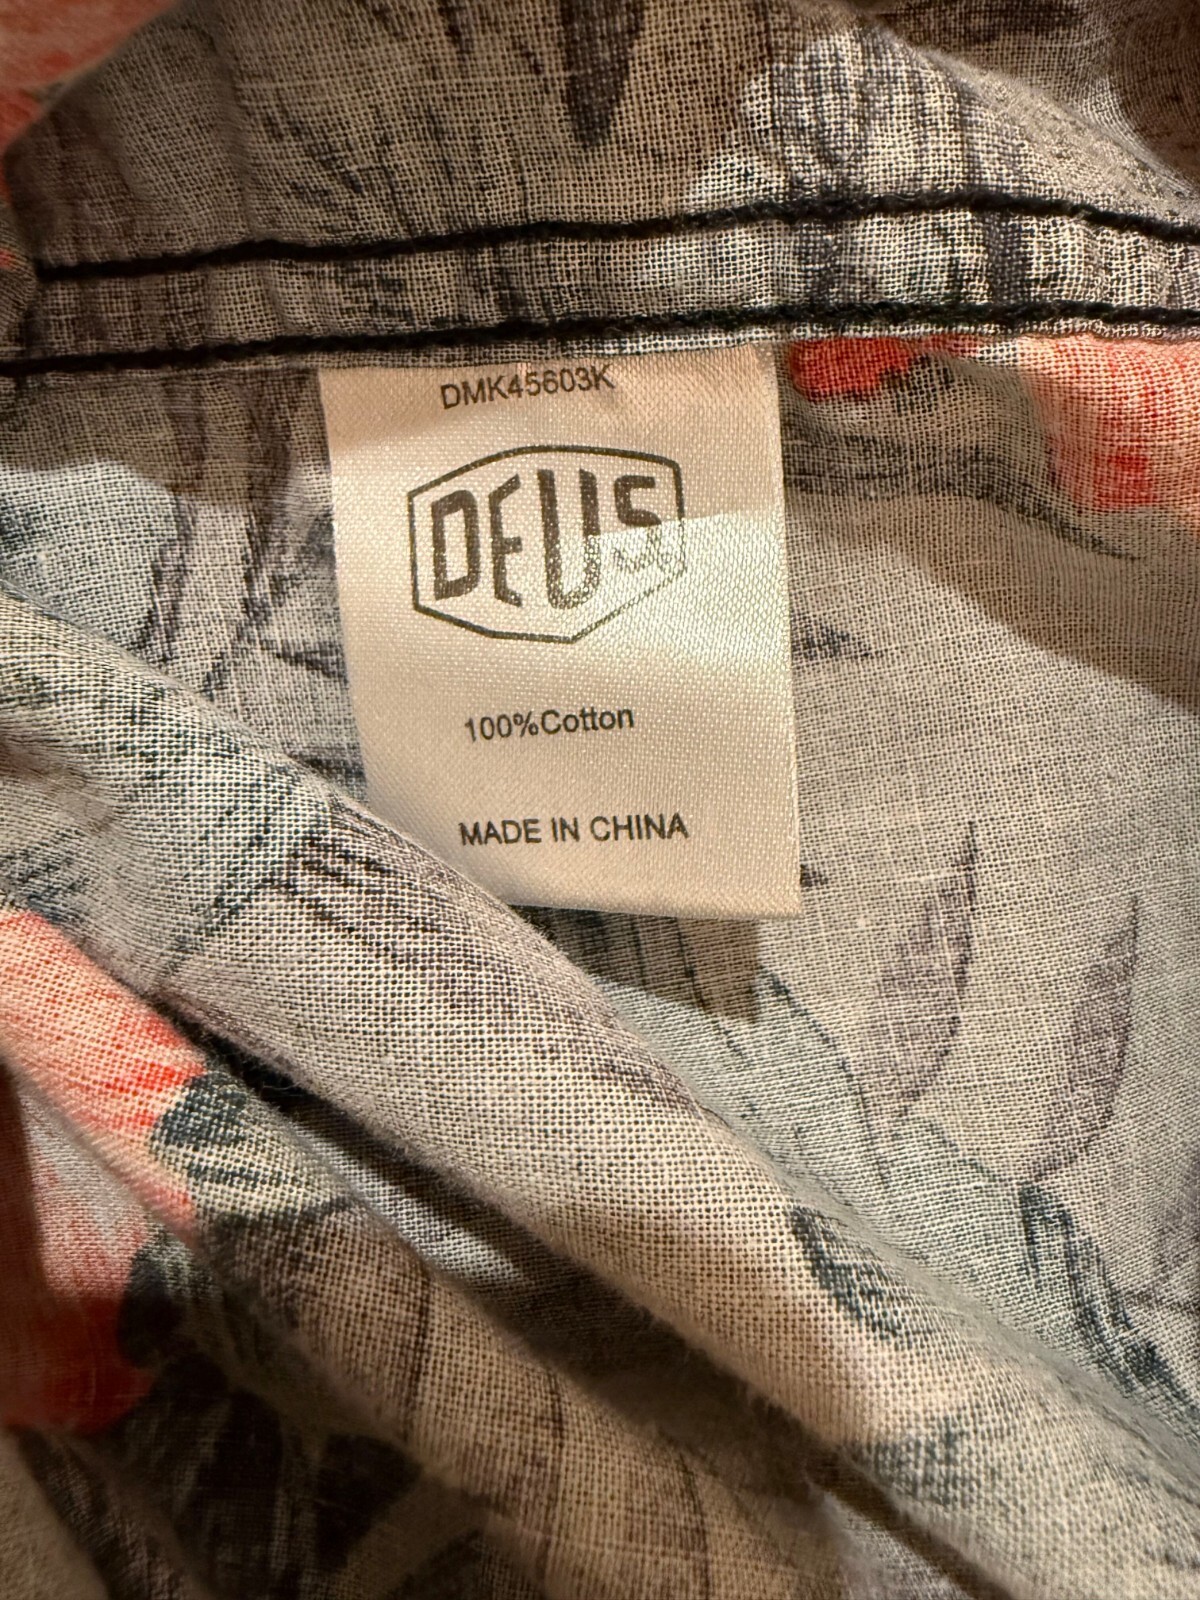 DMK45603K
DEUS
100%Cotton
MADE IN CHINA